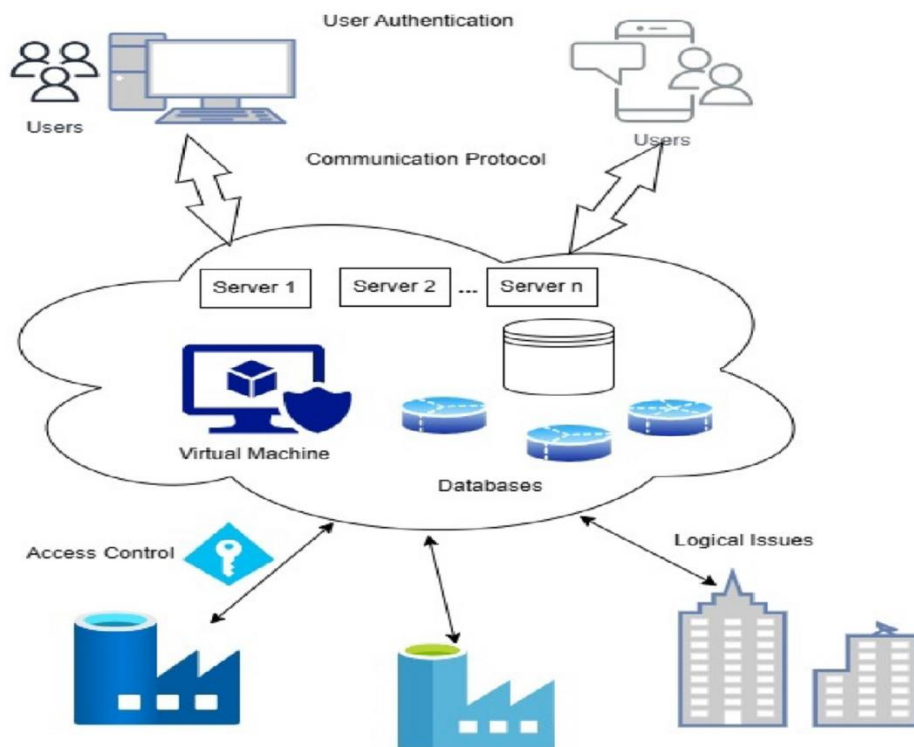 User Authentication
Users
Users
Communication Protocol
Server 1
Server 2
...
Server n
Virtual Machine
Databases
Access Control
Logical Issues